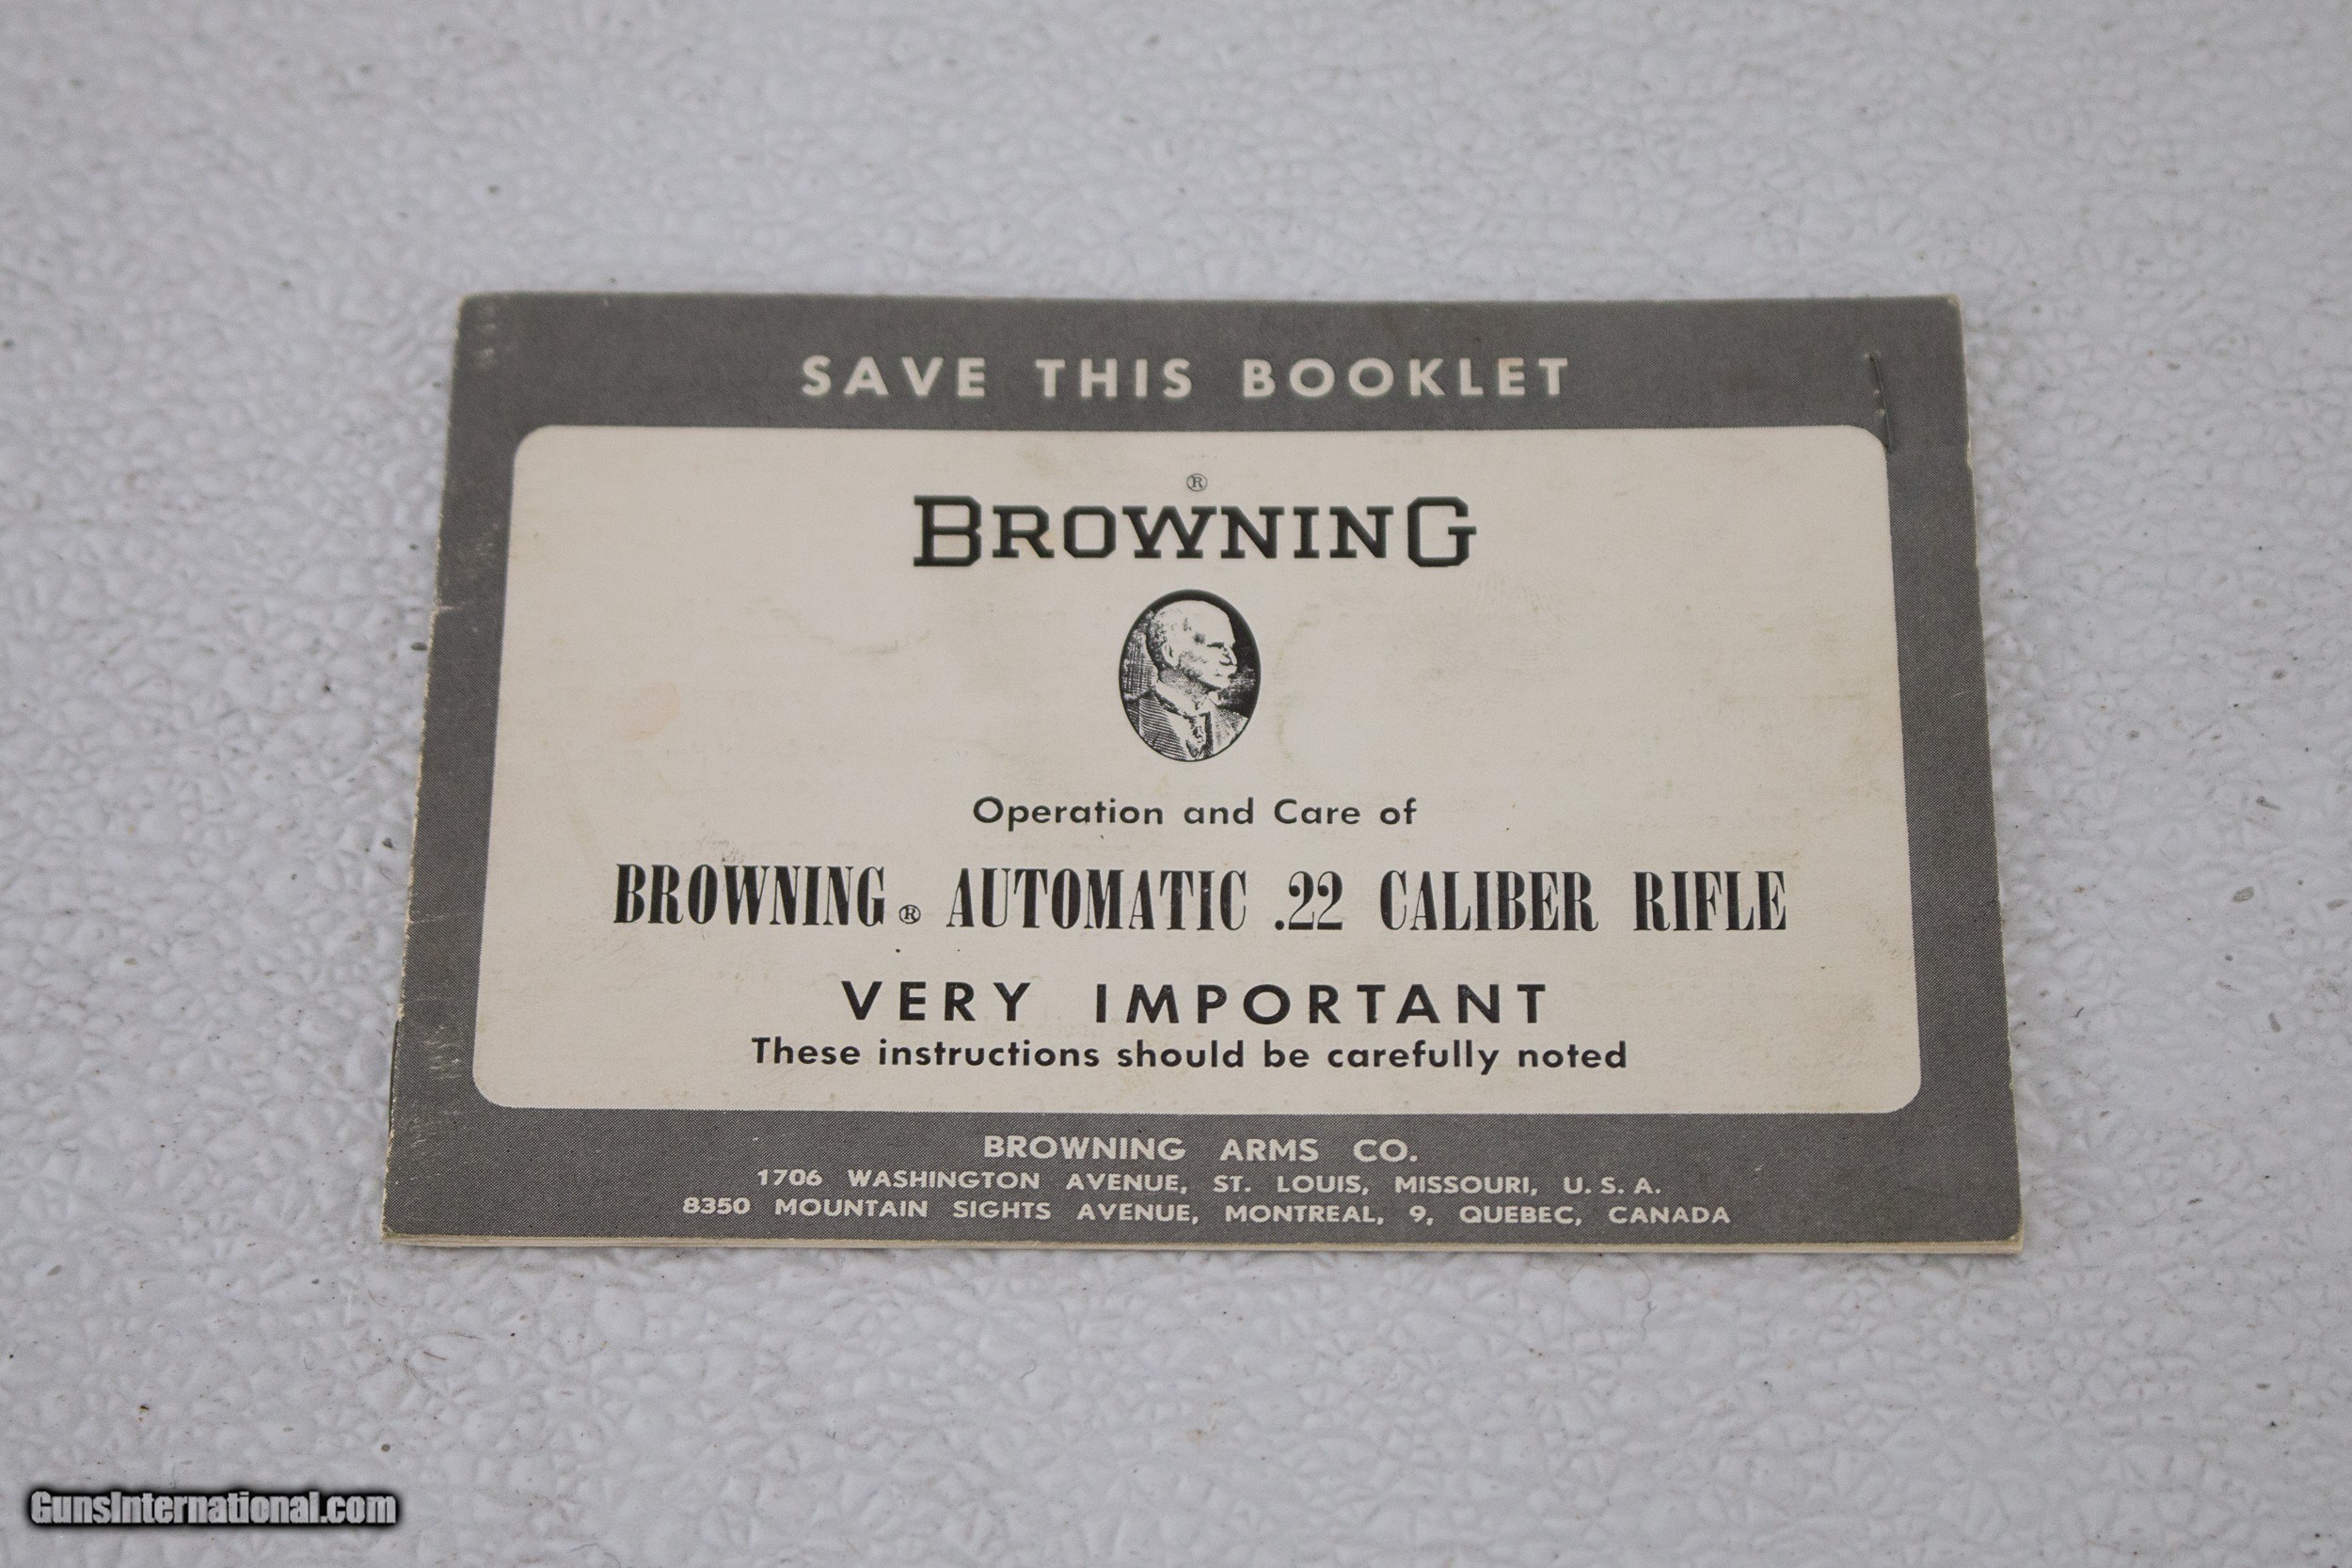 SAVE THIS BOOKLET
®
BROWNING
Operation and Care of
BROWNING® AUTOMATIC .22 CALIBER RIFLE
VERY IMPORTANT
These instructions should be carefully noted
BROWNING ARMS CO.
1706 WASHINGTON AVENUE, ST. LOUIS, MISSOURI, U. S. A.
8350 MOUNTAIN SIGHTS AVENUE, MONTREAL, 9, QUEBEC, CANADA
GunsInternational.com